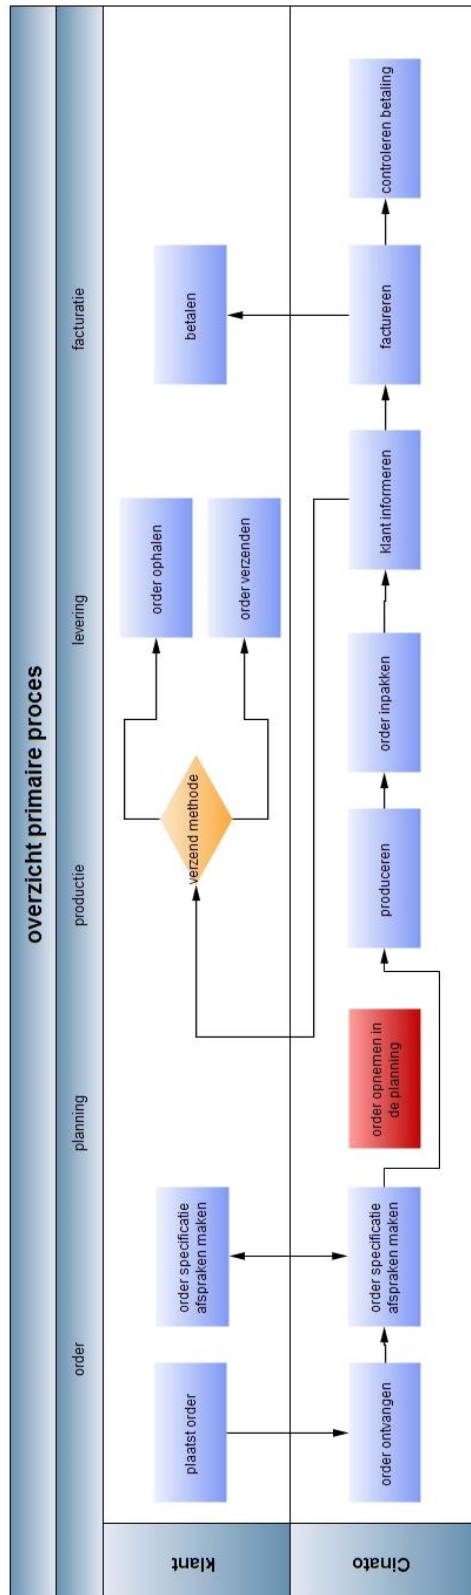 overzicht primaire proces
order
planning
productie
levering
facturatie
klant
plaatst order
order specificatie
afspraken maken
verzend methode
order ophalen
order verzenden
betalen
Cinato
order ontvangen
order specificatie
afspraken maken
order opnemen in
de planning
produceren
order inpakken
klant informeren
factureren
controleren betaling